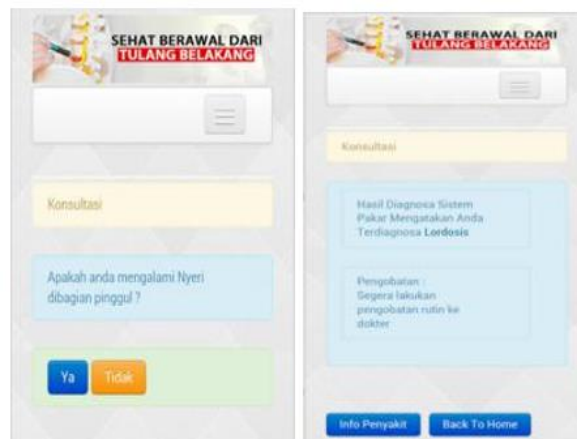 SEHAT BERAWAL DARI
TULANG BELAKANG
Konsultasi
Apakah anda mengalami Nyeri
dibagian pinggul ?
Ya
Tidak
SEHAT BERAWAL DARI
TULANG BELAKANG
Konsultasi
Hasil Diagnosa Sistem
Pakar Mengatakan Anda
Terdiagnosa Lordosis
Pengobatan :
Segera lakukan
pengobatan rutin ke
dokter
Info Penyakit
Back To Home